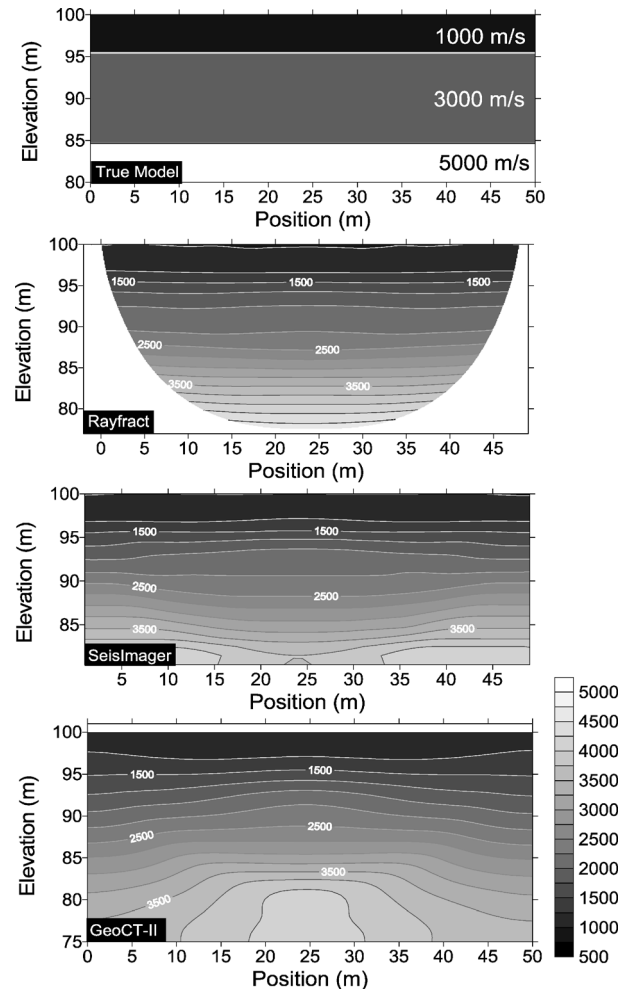 100
1000 m/s
95
Elevation (m)
90
3000 m/s
85
5000 m/s
True Model
80
0 5 10 15 20 25 30 35 40 45 50
Position (m)
100
1500 1500 1500
95
Elevation (m)
90
2500 2500
85
3500 3500
80
Rayfract
0 5 10 15 20 25 30 35 40 45
Position (m)
100
1500 1500
95
Elevation (m)
90
2500 2500
85
3500 3500
SeisImager
5 10 15 20 25 30 35 40 45
Position (m)
100
95
1500 1500
Elevation (m)
90
2500 2500
85
3500
80
3500
GeoCT-II
75
0 5 10 15 20 25 30 35 40 45 50
Position (m)
5000
4500
4000
3500
3000
2500
2000
1500
1000
500